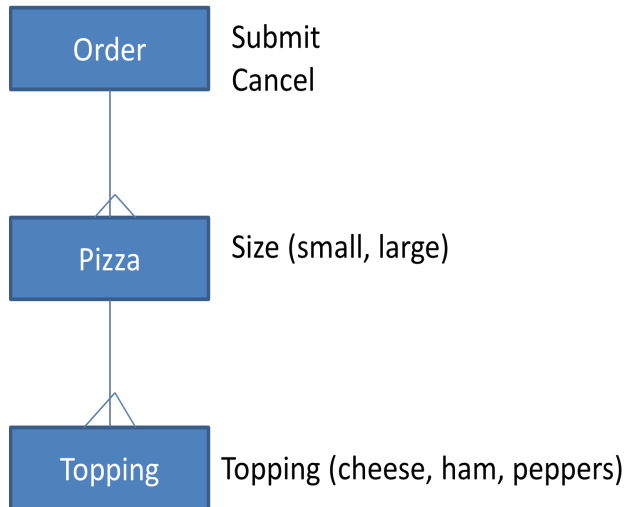 Order
Submit
Cancel
Pizza
Size (small, large)
Topping
Topping (cheese, ham, peppers)